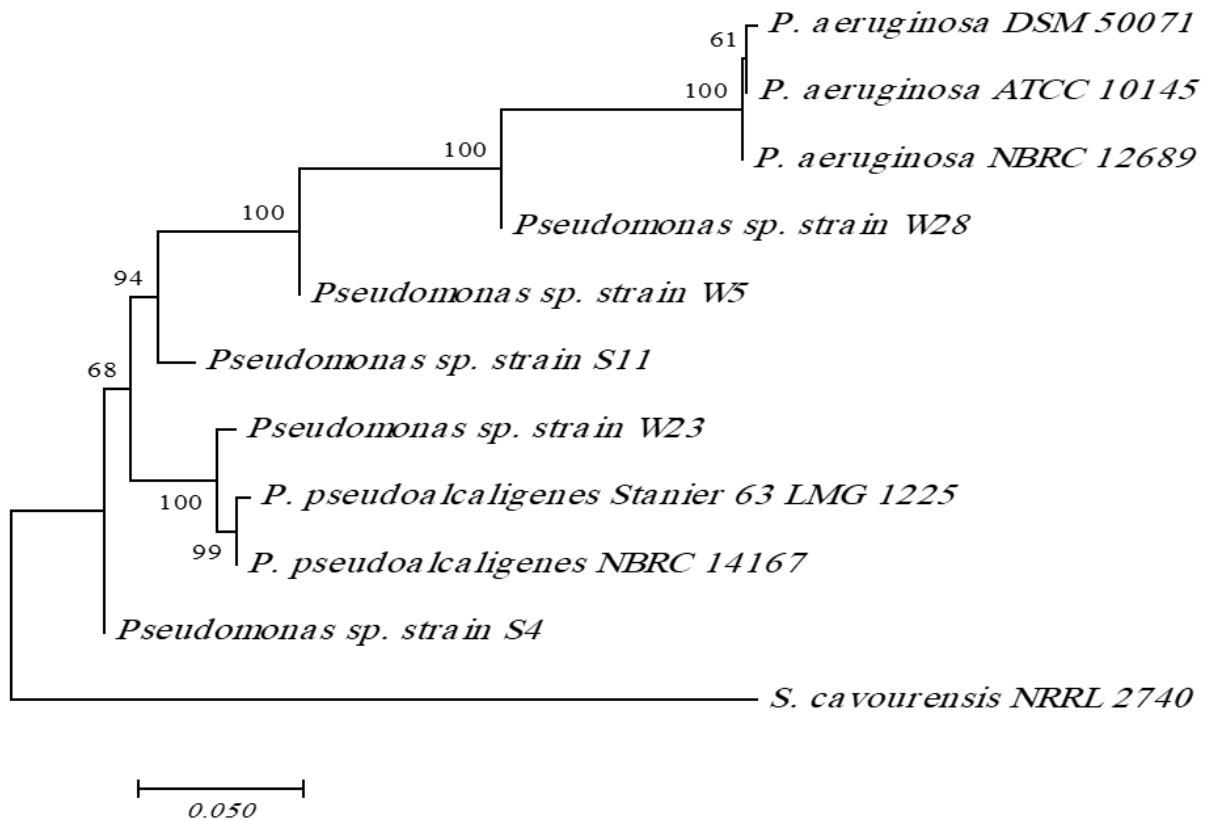 P. aeruginosa DSM 50071
61
P. aeruginosa ATCC 10145
100
P. aeruginosa NBRC 12689
100
Pseudomonas sp. strain W28
100
Pseudomonas sp. strain W5
94
Pseudomonas sp. strain S11
68
Pseudomonas sp. strain W23
P. pseudoalcaligenes Stanier 63 LMG 1225
100
99
P. pseudoalcaligenes NBRC 14167
Pseudomonas sp. strain S4
S. cavourensis NRRL 2740
0.050